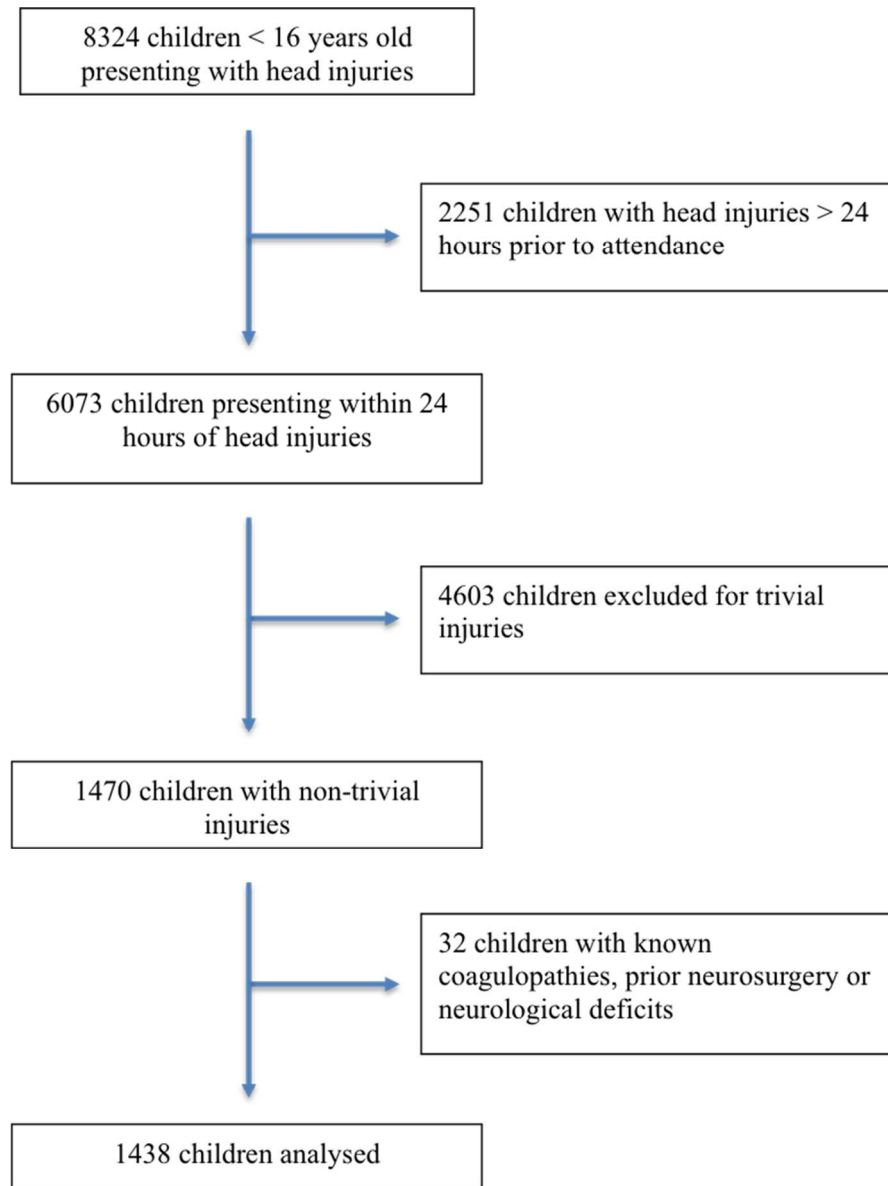 8324 children < 16 years old
presenting with head injuries
2251 children with head injuries > 24
hours prior to attendance
6073 children presenting within 24
hours of head injuries
4603 children excluded for trivial
injuries
1470 children with non-trivial
injuries
32 children with known
coagulopathies, prior neurosurgery or
neurological deficits
1438 children analysed